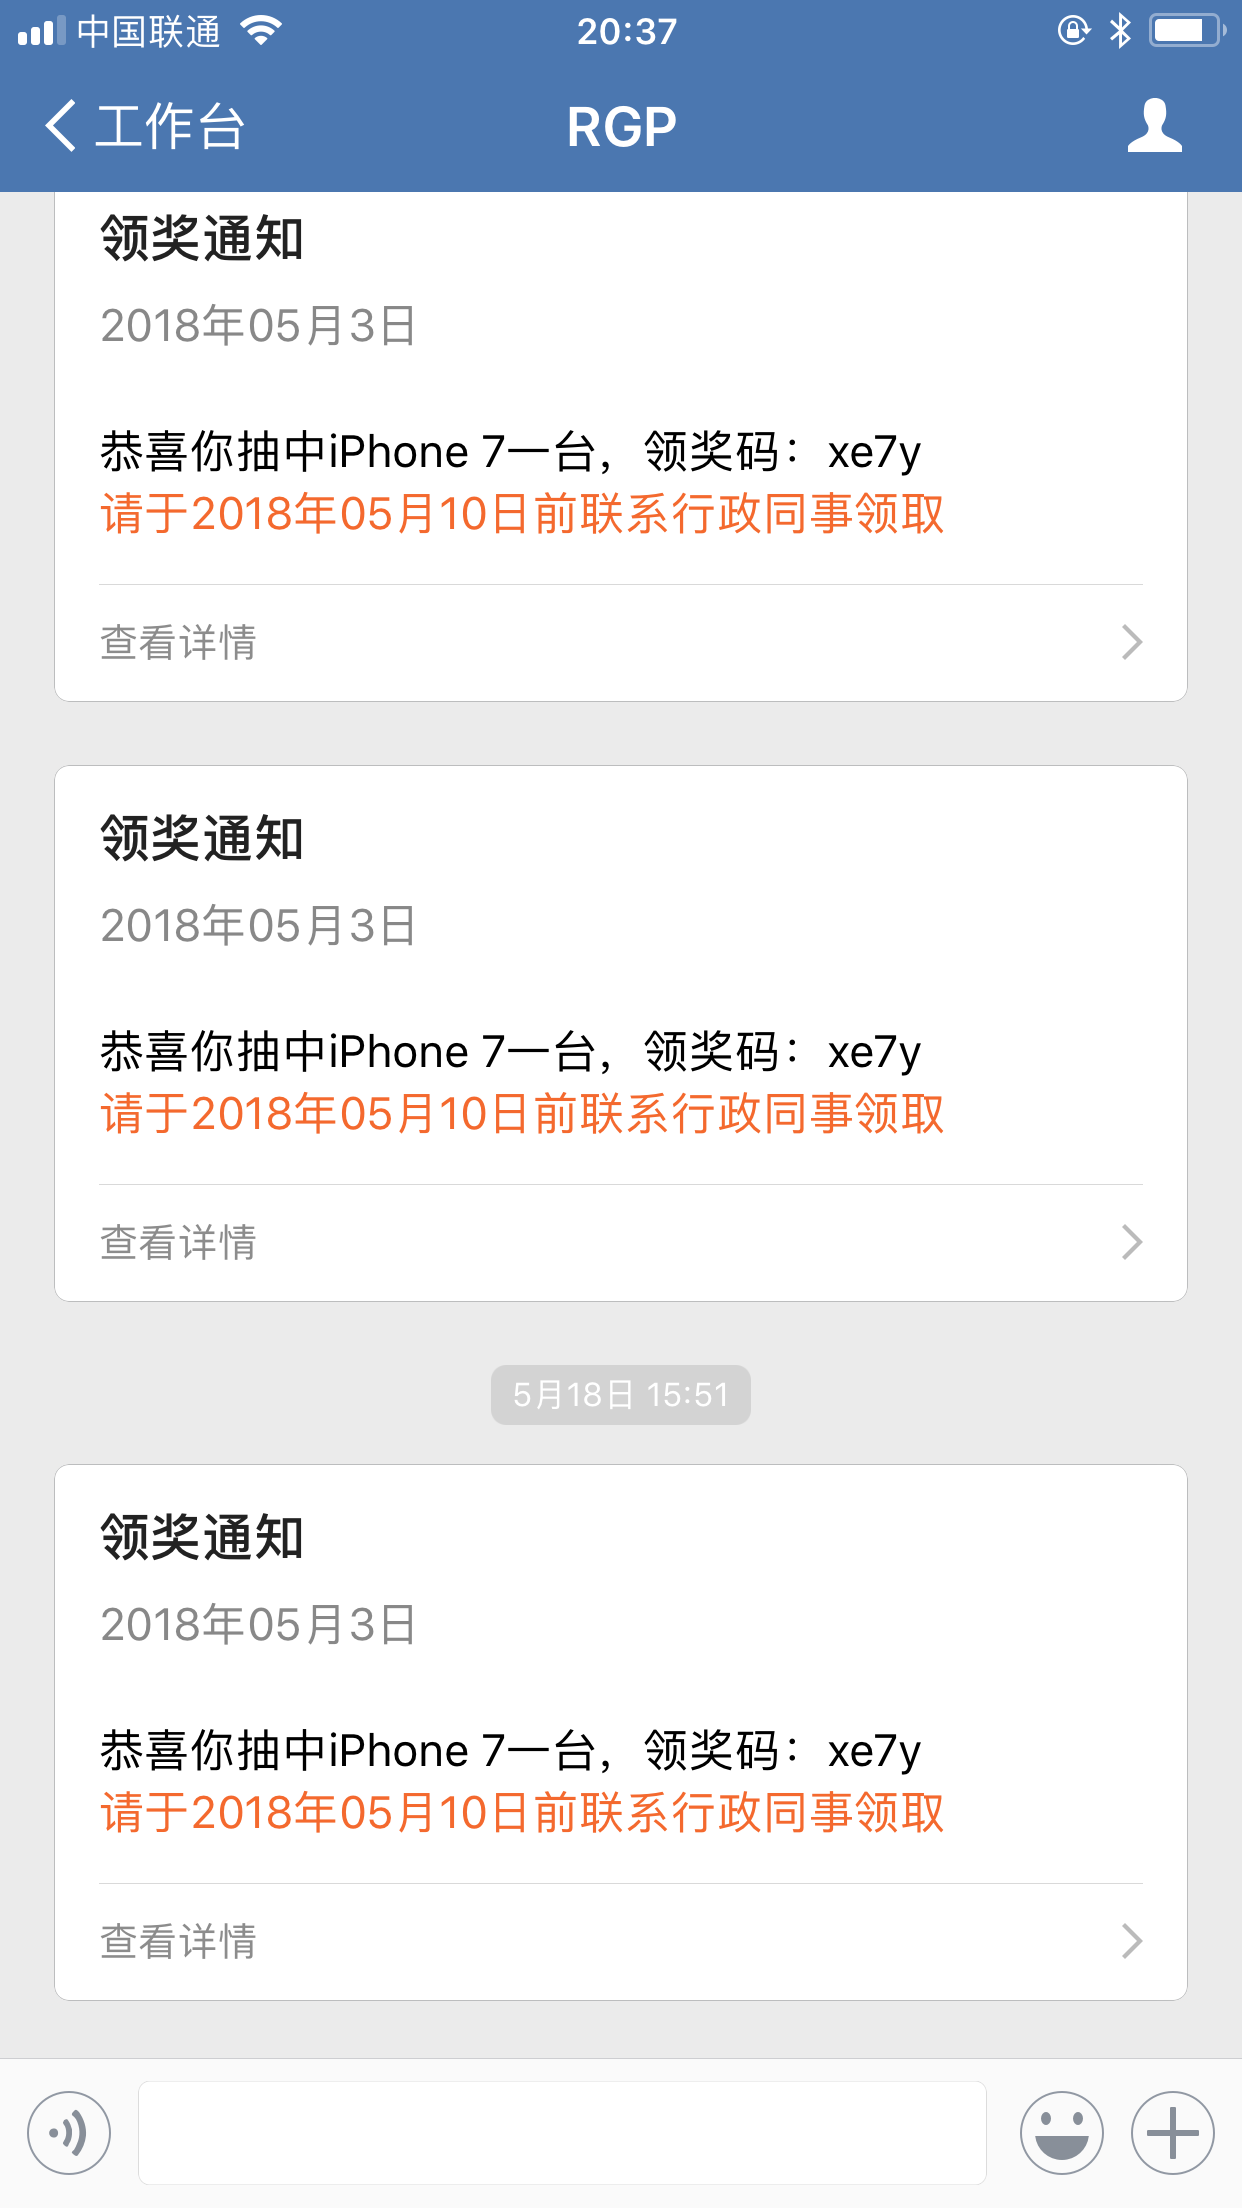 中国联通
20:37
工作台
RGP
领奖通知
2018年05月3日
恭喜你抽中iPhone 7一台，领奖码：xe7y
请于2018年05月10日前联系行政同事领取
查看详情
领奖通知
2018年05月3日
恭喜你抽中iPhone 7一台，领奖码：xe7y
请于2018年05月10日前联系行政同事领取
查看详情
5月18日 15:51
领奖通知
2018年05月3日
恭喜你抽中iPhone 7一台，领奖码：xe7y
请于2018年05月10日前联系行政同事领取
查看详情